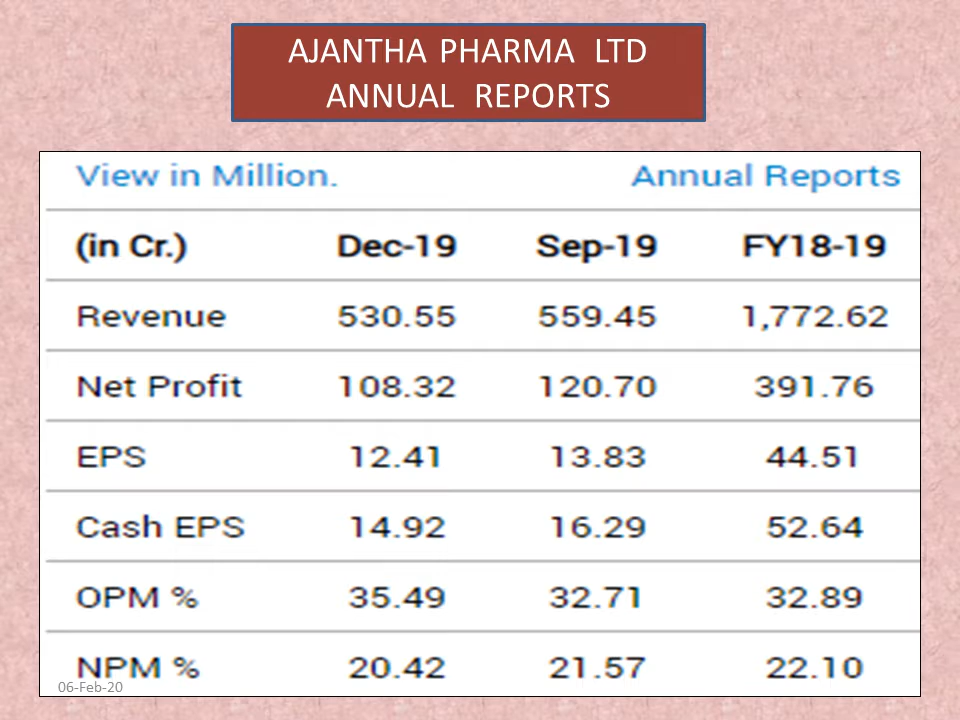 AJANTHA PHARMA LTD
ANNUAL REPORTS
View in Million. Annual Reports
(in Cr.) Dec-19 Sep-19 FY18-19
Revenue 530.55 559.45 1,772.62
Net Profit 108.32 120.70 391.76
EPS 12.41 13.83 44.51
Cash EPS 14.92 16.29 52.64
OPM % 35.49 32.71 32.89
NPM % 20.42 21.57 22.10
06-Feb-20